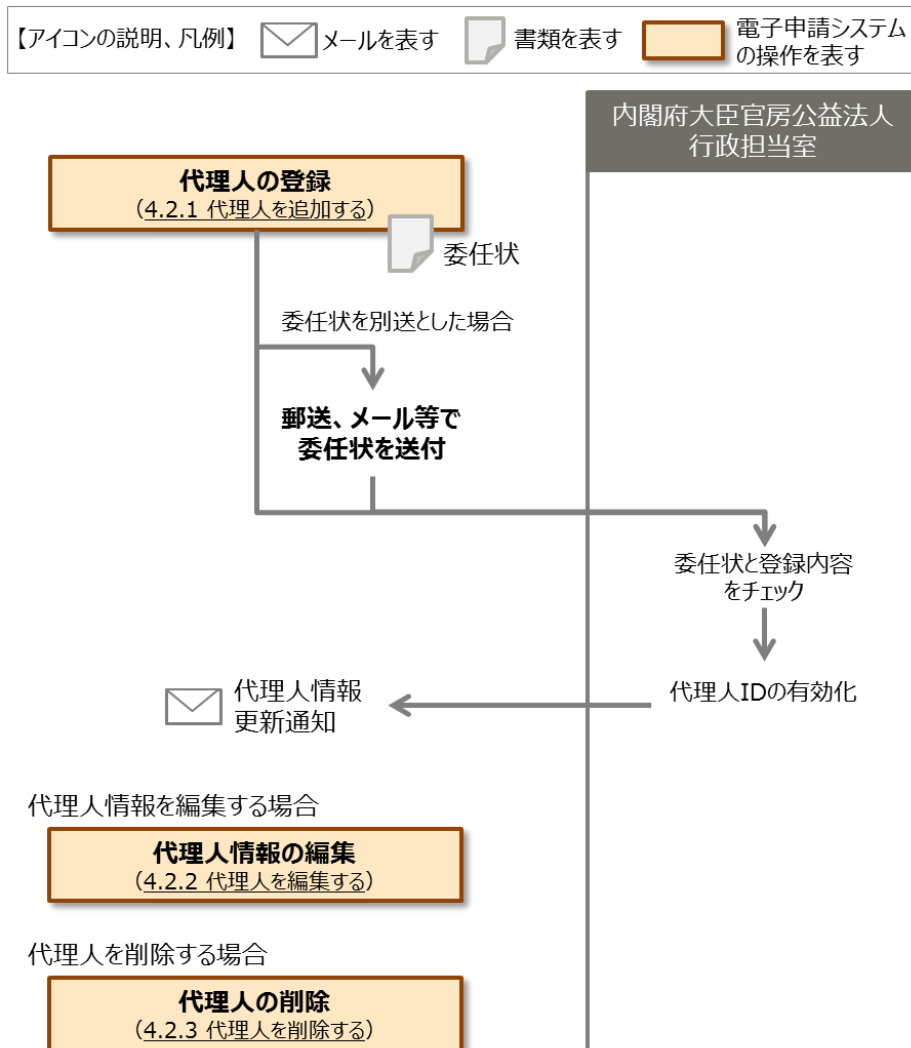 【アイコンの説明、凡例】
メールを表す
書類を表す
電子申請システム
の操作を表す
内閣府大臣官房公益法人
行政担当室
代理人の登録
(4.2.1 代理人を追加する)
委任状
委任状を別送とした場合
郵送、メール等で
委任状を送付
委任状と登録内容
をチェック
代理人IDの有効化
代理人情報
更新通知
代理人情報を編集する場合
代理人情報の編集
(4.2.2 代理人を編集する)
代理人を削除する場合
代理人の削除
(4.2.3 代理人を削除する)